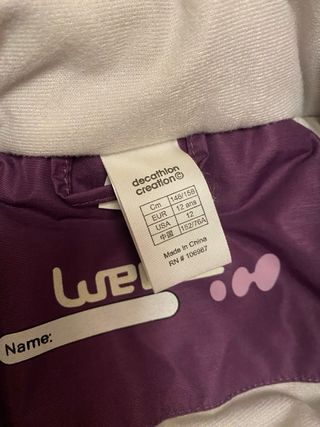 decathlon
creation©
Cm 146/158
EUR 12 ans
USA 12
中国 152/76A
Made in China
RN # 106967
Name: